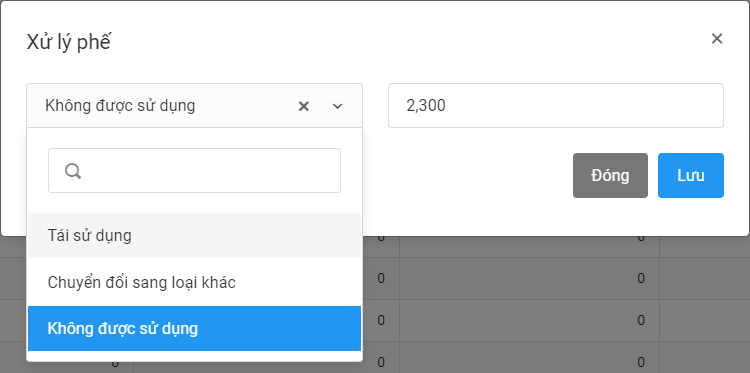 Xử lý phế
Không được sử dụng
2,300
Đóng
Lưu
Tái sử dụng
0
0
Chuyển đổi sang loại khác
0
0
Không được sử dụng
0
0
0
0
0